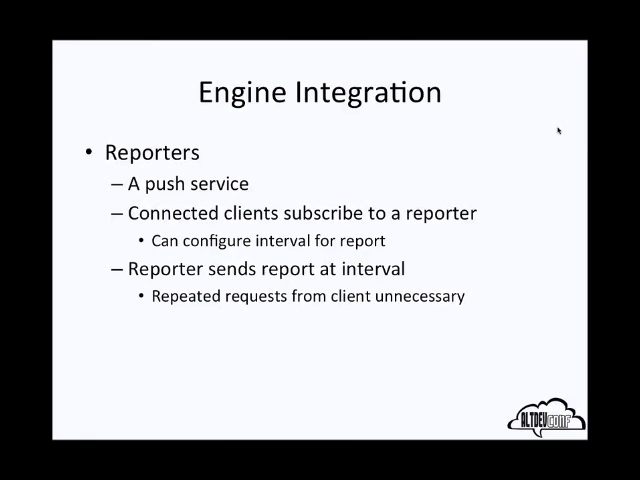 Engine Integration
• Reporters
– A push service
– Connected clients subscribe to a reporter
• Can configure interval for report
– Reporter sends report at interval
• Repeated requests from client unnecessary
ALTDEVCONF